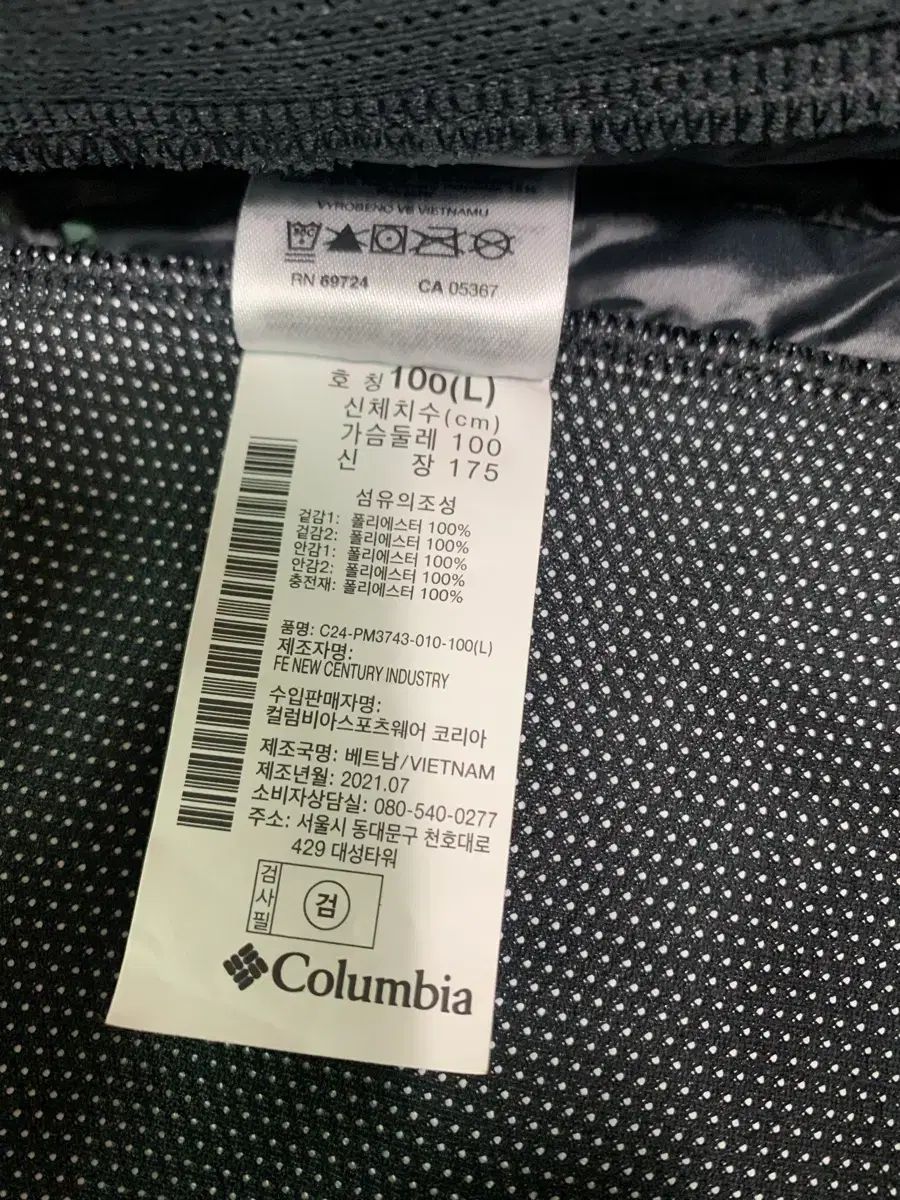 VYROBENO VE VIETNAMU
RN 69724 CA 05367
호 칭 100(L)
신체치수(cm)
가슴둘레 100
신 장 175
섬유의조성
겉감1: 폴리에스터 100%
겉감2: 폴리에스터 100%
안감1: 폴리에스터 100%
안감2: 폴리에스터 100%
충전재: 폴리에스터 100%
품명: C24-PM3743-010-100(L)
제조자명:
FE NEW CENTURY INDUSTRY
수입판매자명:
컬럼비아스포츠웨어 코리아
제조국명: 베트남/VIETNAM
제조년월: 2021.07
소비자상담실: 080-540-0277
주소: 서울시 동대문구 천호대로
429 대성타워
검사필
검
Columbia